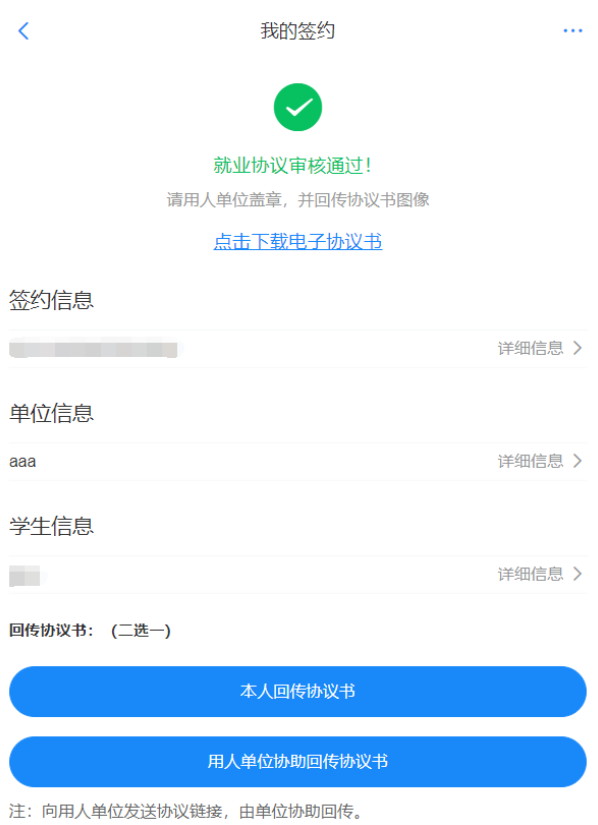 我的签约
就业协议审核通过！
请用人单位盖章，并回传协议书图像
点击下载电子协议书
签约信息
详细信息
单位信息
aaa 详细信息
学生信息
详细信息
回传协议书：（二选一）
本人回传协议书
用人单位协助回传协议书
注：向用人单位发送协议链接，由单位协助回传。